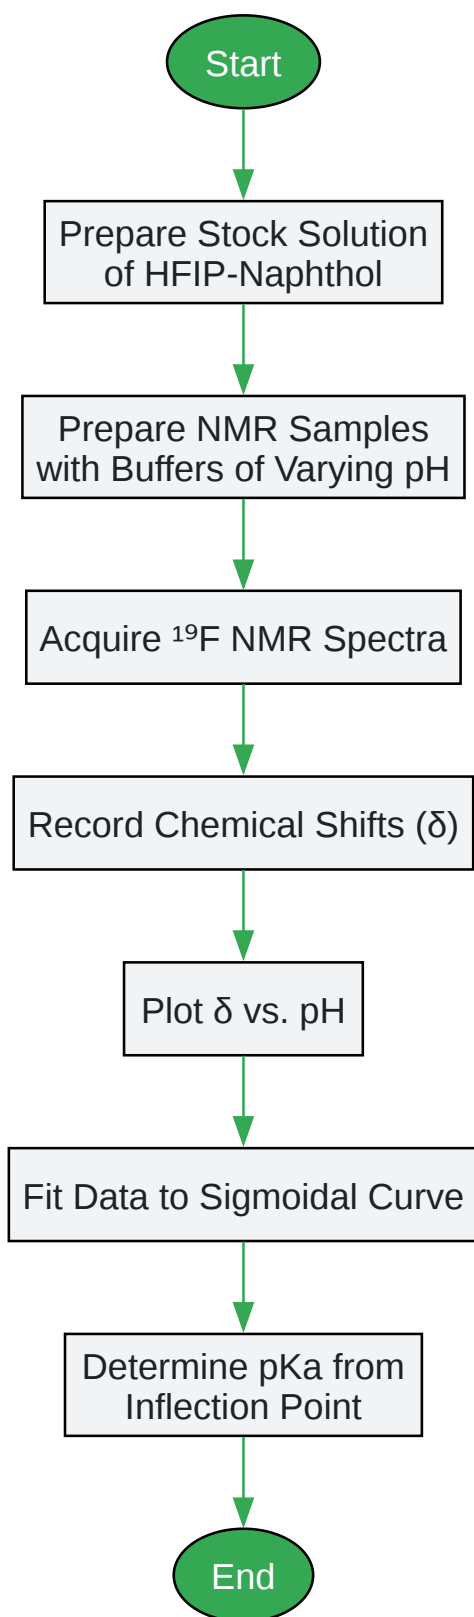 Start
Prepare Stock Solution
of HFIP-Naphthol
Prepare NMR Samples
with Buffers of Varying pH
Acquire ¹⁹F NMR Spectra
Record Chemical Shifts (δ)
Plot δ vs. pH
Fit Data to Sigmoidal Curve
Determine pKa from
Inflection Point
End